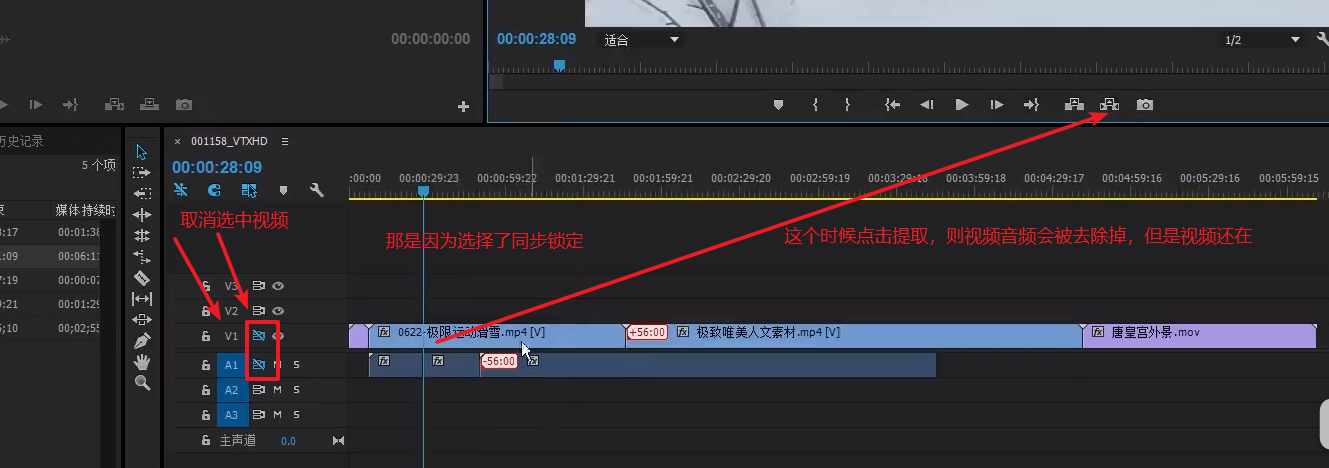 00:00:00:00
00:00:28:09
适合
1/2
历史记录
5 个项
× 001158_VTXHD
00:00:28:09
:00:00 00:00:29:23 00:00:59:22 00:01:29:21 00:01:59:21 00:02:29:20 00:02:59:19 00:03:29:18 00:03:59:18 00:04:29:17 00:04:59:16 00:05:29:16 00:05:59:15
媒体持续时
取消选中视频
那是因为选择了同步锁定
这个时候点击提取，则视频音频会被去除掉，但是视频还在
:17 00:01:38
:09 00:06:11
:19 00:00:07
:21 00:01:29
;10 00;02;55
V3
V2
V1
0622-极限运动滑雪.mp4 [V]
+56:00
极致唯美人文素材.mp4 [V]
唐皇宫外景.mov
A1 M S
-56:00
A2 M S
A3 M S
主声道 0.0